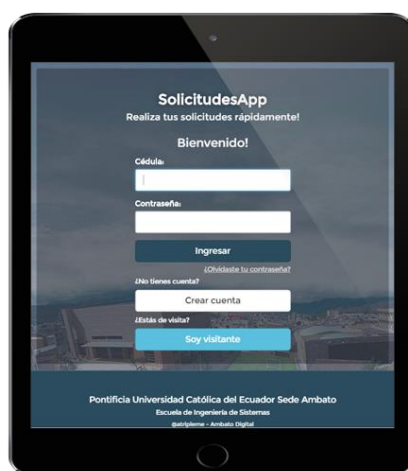 SolicitudesApp
Realiza tus solicitudes rápidamente!
Bienvenido!
Cédula:
Contraseña:
Ingresar
¿Olvidaste tu contraseña?
¿No tienes cuenta?
Crear cuenta
¿Estás de visita?
Soy visitante
Pontificia Universidad Católica del Ecuador Sede Ambato
Escuela de Ingeniería de Sistemas
@atripleme - Ambato Digital